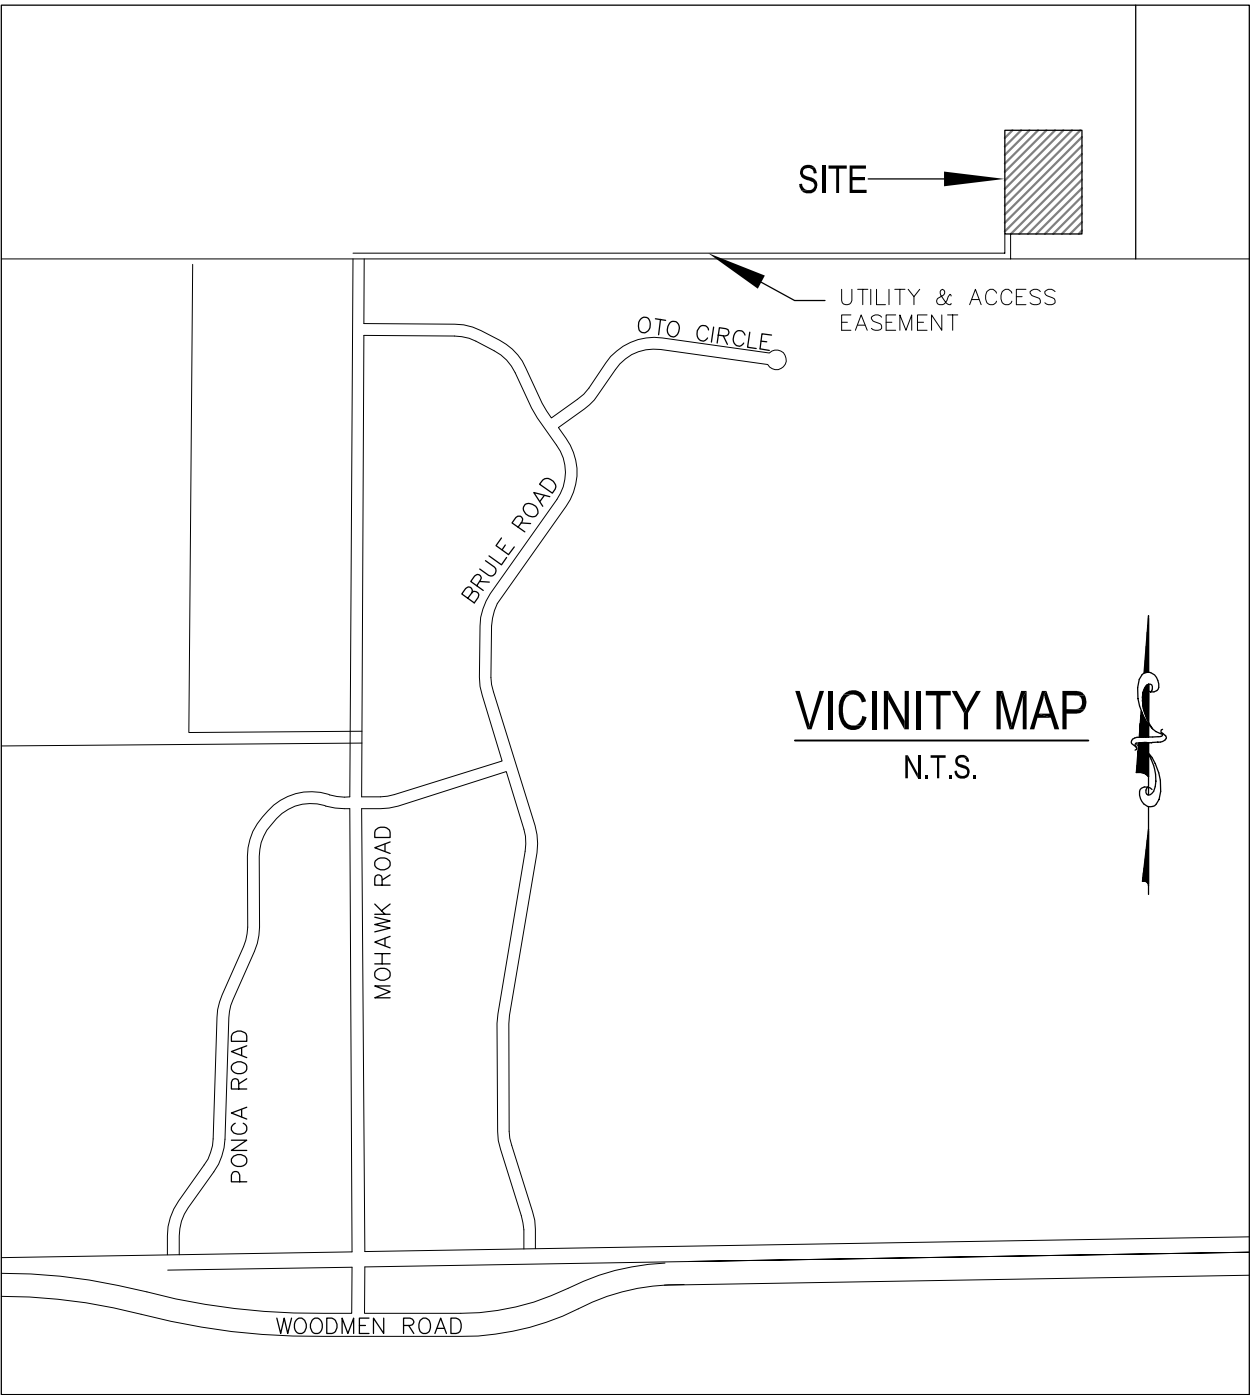 SITE
UTILITY & ACCESS
EASEMENT
OTO CIRCLE
BRULE ROAD
VICINITY MAP
N.T.S.
MOHAWK ROAD
PONCA ROAD
WOODMEN ROAD